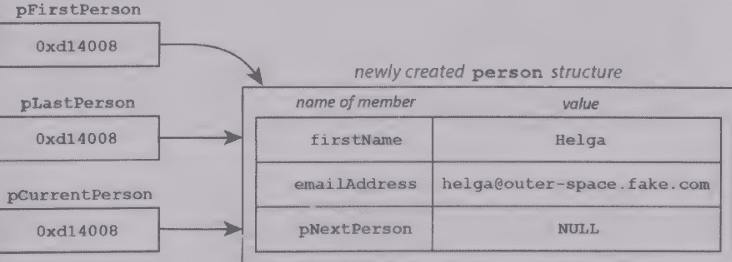 pFirstPerson
0xd14008
newly created person structure
pLastPerson
name of member value
0xd14008
firstName Helga
emailAddress helga@outer-space.fake.com
pCurrentPerson
0xd14008
pNextPerson NULL